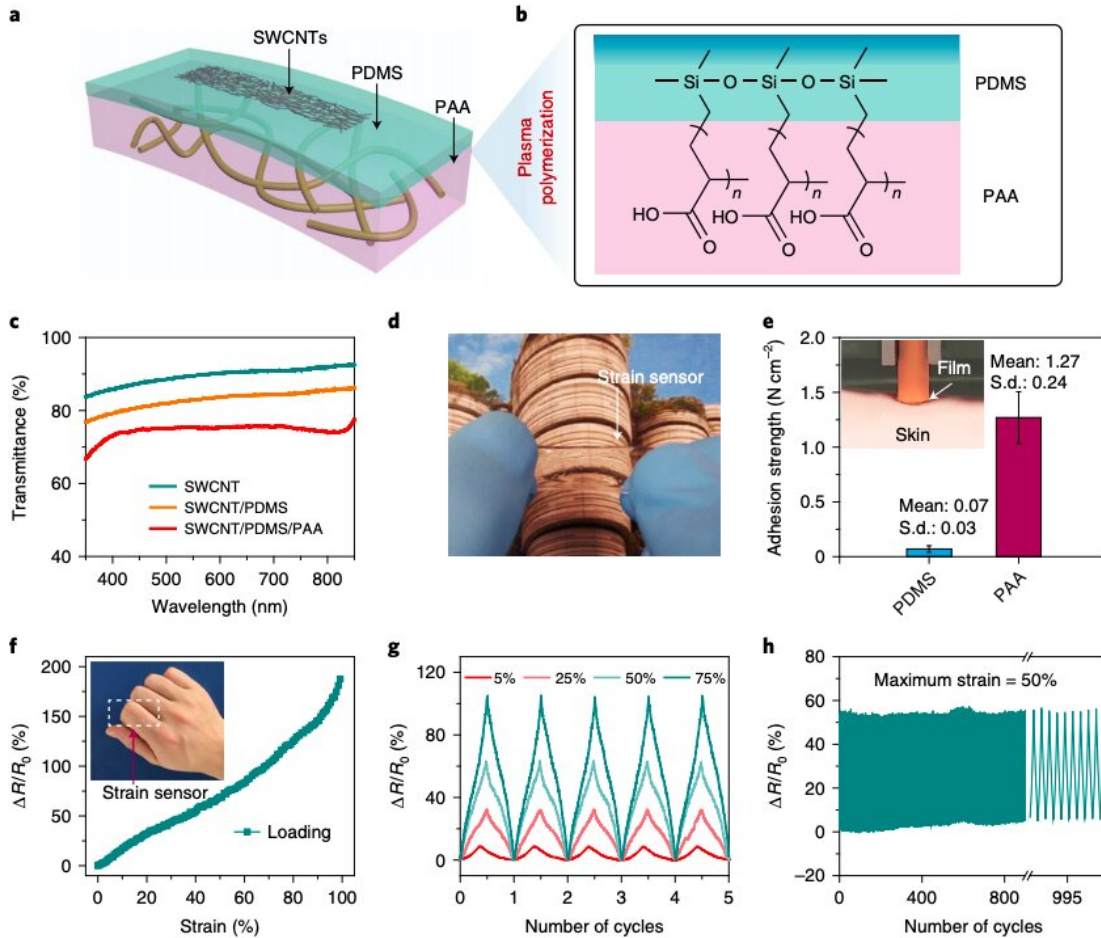 a
SWCNTs
PDMS
PAA
Plasma
polymerization
b
Si
O
Si
O
Si
PDMS
n
n
n
HO
HO
HO
O
O
O
PAA
c
100
80
60
40
Transmittance (%)
SWCNT
SWCNT/PDMS
SWCNT/PDMS/PAA
400 500 600 700 800
Wavelength (nm)
d
Strain sensor
e
2.0
1.5
1.0
0.5
0
Adhesion strength (N cm⁻²)
Film
Skin
Mean: 1.27
S.d.: 0.24
Mean: 0.07
S.d.: 0.03
PDMS
PAA
f
200
150
100
50
0
ΔR/R₀ (%)
Strain sensor
Loading
0 20 40 60 80 100
Strain (%)
g
120
80
40
0
ΔR/R₀ (%)
5% 25% 50% 75%
0 1 2 3 4 5
Number of cycles
h
80
60
40
20
0
−20
ΔR/R₀ (%)
Maximum strain = 50%
0 400 800 995
Number of cycles